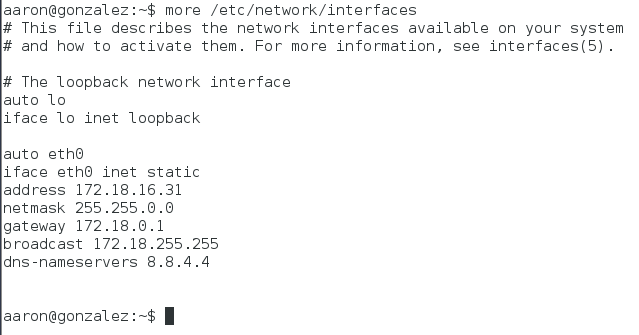 aaron@gonzalez:~$ more /etc/network/interfaces
# This file describes the network interfaces available on your system
# and how to activate them. For more information, see interfaces(5).
# The loopback network interface
auto lo
iface lo inet loopback
auto eth0
iface eth0 inet static
address 172.18.16.31
netmask 255.255.0.0
gateway 172.18.0.1
broadcast 172.18.255.255
dns-nameservers 8.8.4.4
aaron@gonzalez:~$